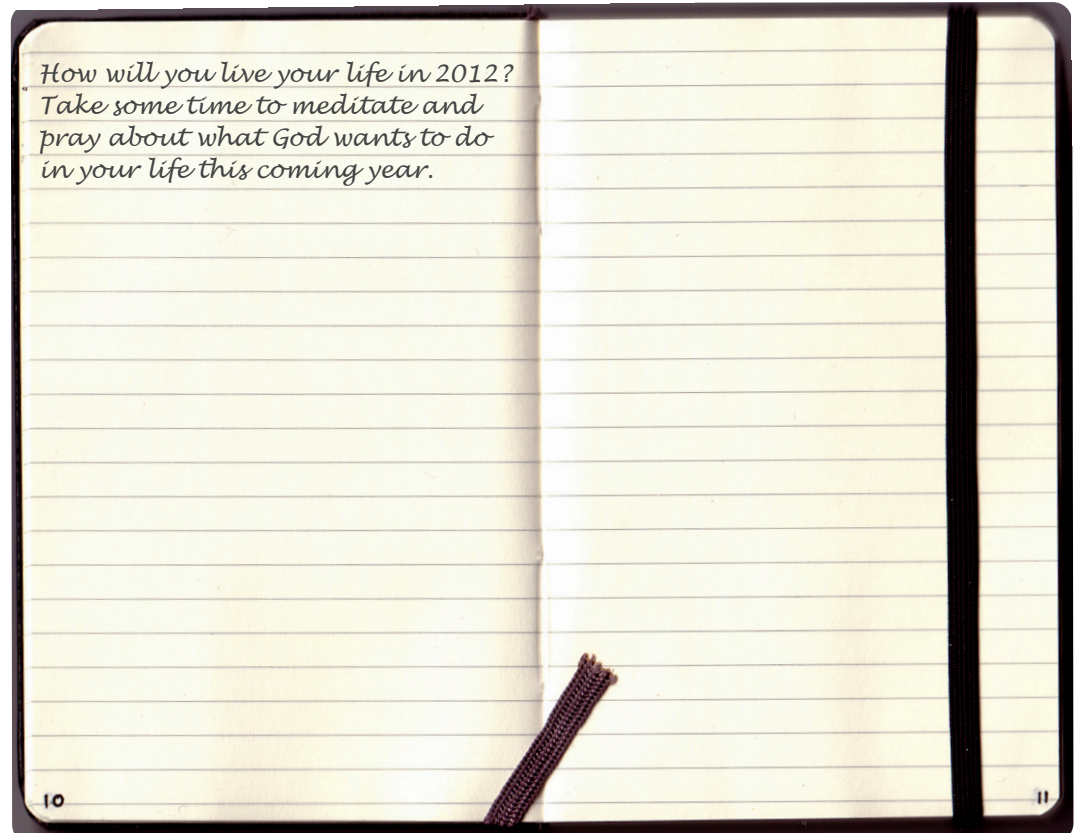 How will you live your life in 2012?
Take some time to meditate and
pray about what God wants to do
in your life this coming year.
10
11